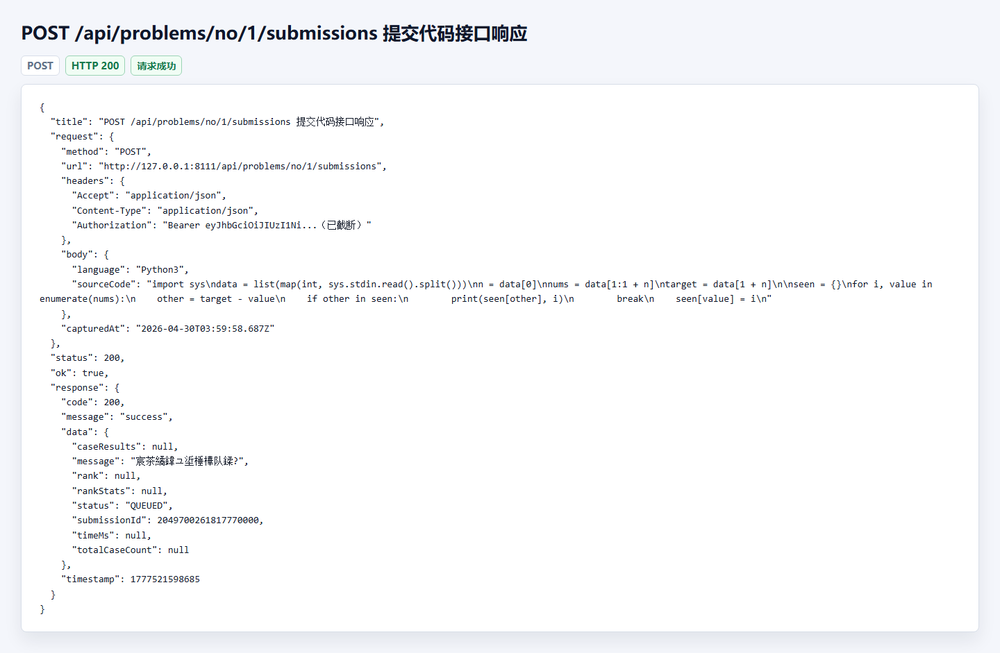 POST /api/problems/no/1/submissions 提交代码接口响应
POST HTTP 200 请求成功
{
  "title": "POST /api/problems/no/1/submissions 提交代码接口响应",
  "request": {
    "method": "POST",
    "url": "http://127.0.0.1:8111/api/problems/no/1/submissions",
    "headers": {
      "Accept": "application/json",
      "Content-Type": "application/json",
      "Authorization": "Bearer eyJhbGciOiJIUzI1Ni...（已截断）"
    },
    "body": {
      "language": "Python3",
      "sourceCode": "import sys\ndata = list(map(int, sys.stdin.read().split()))\nn = data[0]\nnums = data[1:1 + n]\ntarget = data[1 + n]\n\nseen = {}\nfor i, value in
enumerate(nums):\n    other = target - value\n    if other in seen:\n        print(seen[other], i)\n        break\n    seen[value] = i\n"
    },
    "capturedAt": "2026-04-30T03:59:58.687Z"
  },
  "status": 200,
  "ok": true,
  "response": {
    "code": 200,
    "message": "success",
    "data": {
      "caseResults": null,
      "message": "宸茶繘鍏ュ垽棰樺队鍒?",
      "rank": null,
      "rankStats": null,
      "status": "QUEUED",
      "submissionId": 2049700261817770000,
      "timeMs": null,
      "totalCaseCount": null
    },
    "timestamp": 1777521598685
  }
}